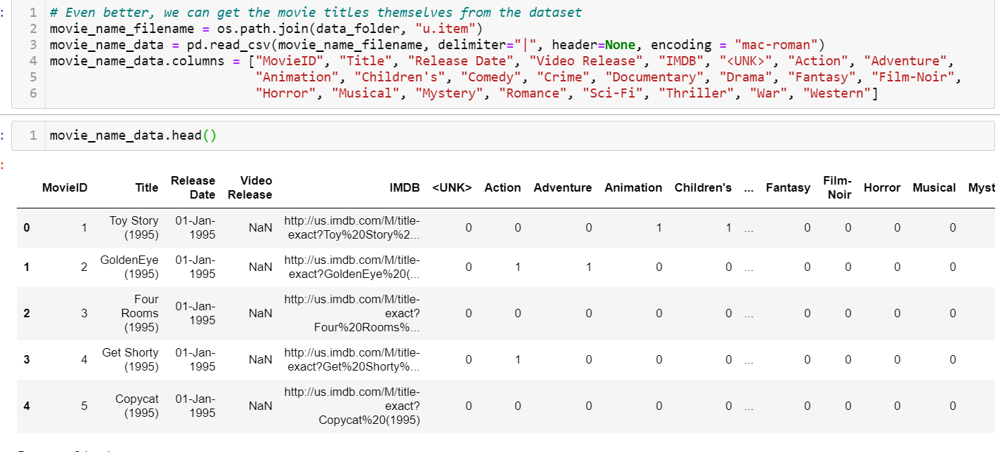 1 # Even better, we can get the movie titles themselves from the dataset
2 movie_name_filename = os.path.join(data_folder, "u.item")
3 movie_name_data = pd.read_csv(movie_name_filename, delimiter="|", header=None, encoding = "mac-roman")
4 movie_name_data.columns = ["MovieID", "Title", "Release Date", "Video Release", "IMDB", "<UNK>", "Action", "Adventure",
5 "Animation", "Children's", "Comedy", "Crime", "Documentary", "Drama", "Fantasy", "Film-Noir",
6 "Horror", "Musical", "Mystery", "Romance", "Sci-Fi", "Thriller", "War", "Western"]
1 movie_name_data.head()
MovieID Title Release Date Video Release IMDB <UNK> Action Adventure Animation Children's ... Fantasy Film-Noir Horror Musical Myst
0 1 Toy Story (1995) 01-Jan-1995 NaN http://us.imdb.com/M/title-exact?Toy%20Story%2... 0 0 0 1 1 ... 0 0 0 0
1 2 GoldenEye (1995) 01-Jan-1995 NaN http://us.imdb.com/M/title-exact?GoldenEye%20(... 0 1 1 0 0 ... 0 0 0 0
2 3 Four Rooms (1995) 01-Jan-1995 NaN http://us.imdb.com/M/title-exact?Four%20Rooms%... 0 0 0 0 0 ... 0 0 0 0
3 4 Get Shorty (1995) 01-Jan-1995 NaN http://us.imdb.com/M/title-exact?Get%20Shorty%... 0 1 0 0 0 ... 0 0 0 0
4 5 Copycat (1995) 01-Jan-1995 NaN http://us.imdb.com/M/title-exact?Copycat%20(1995) 0 0 0 0 0 ... 0 0 0 0